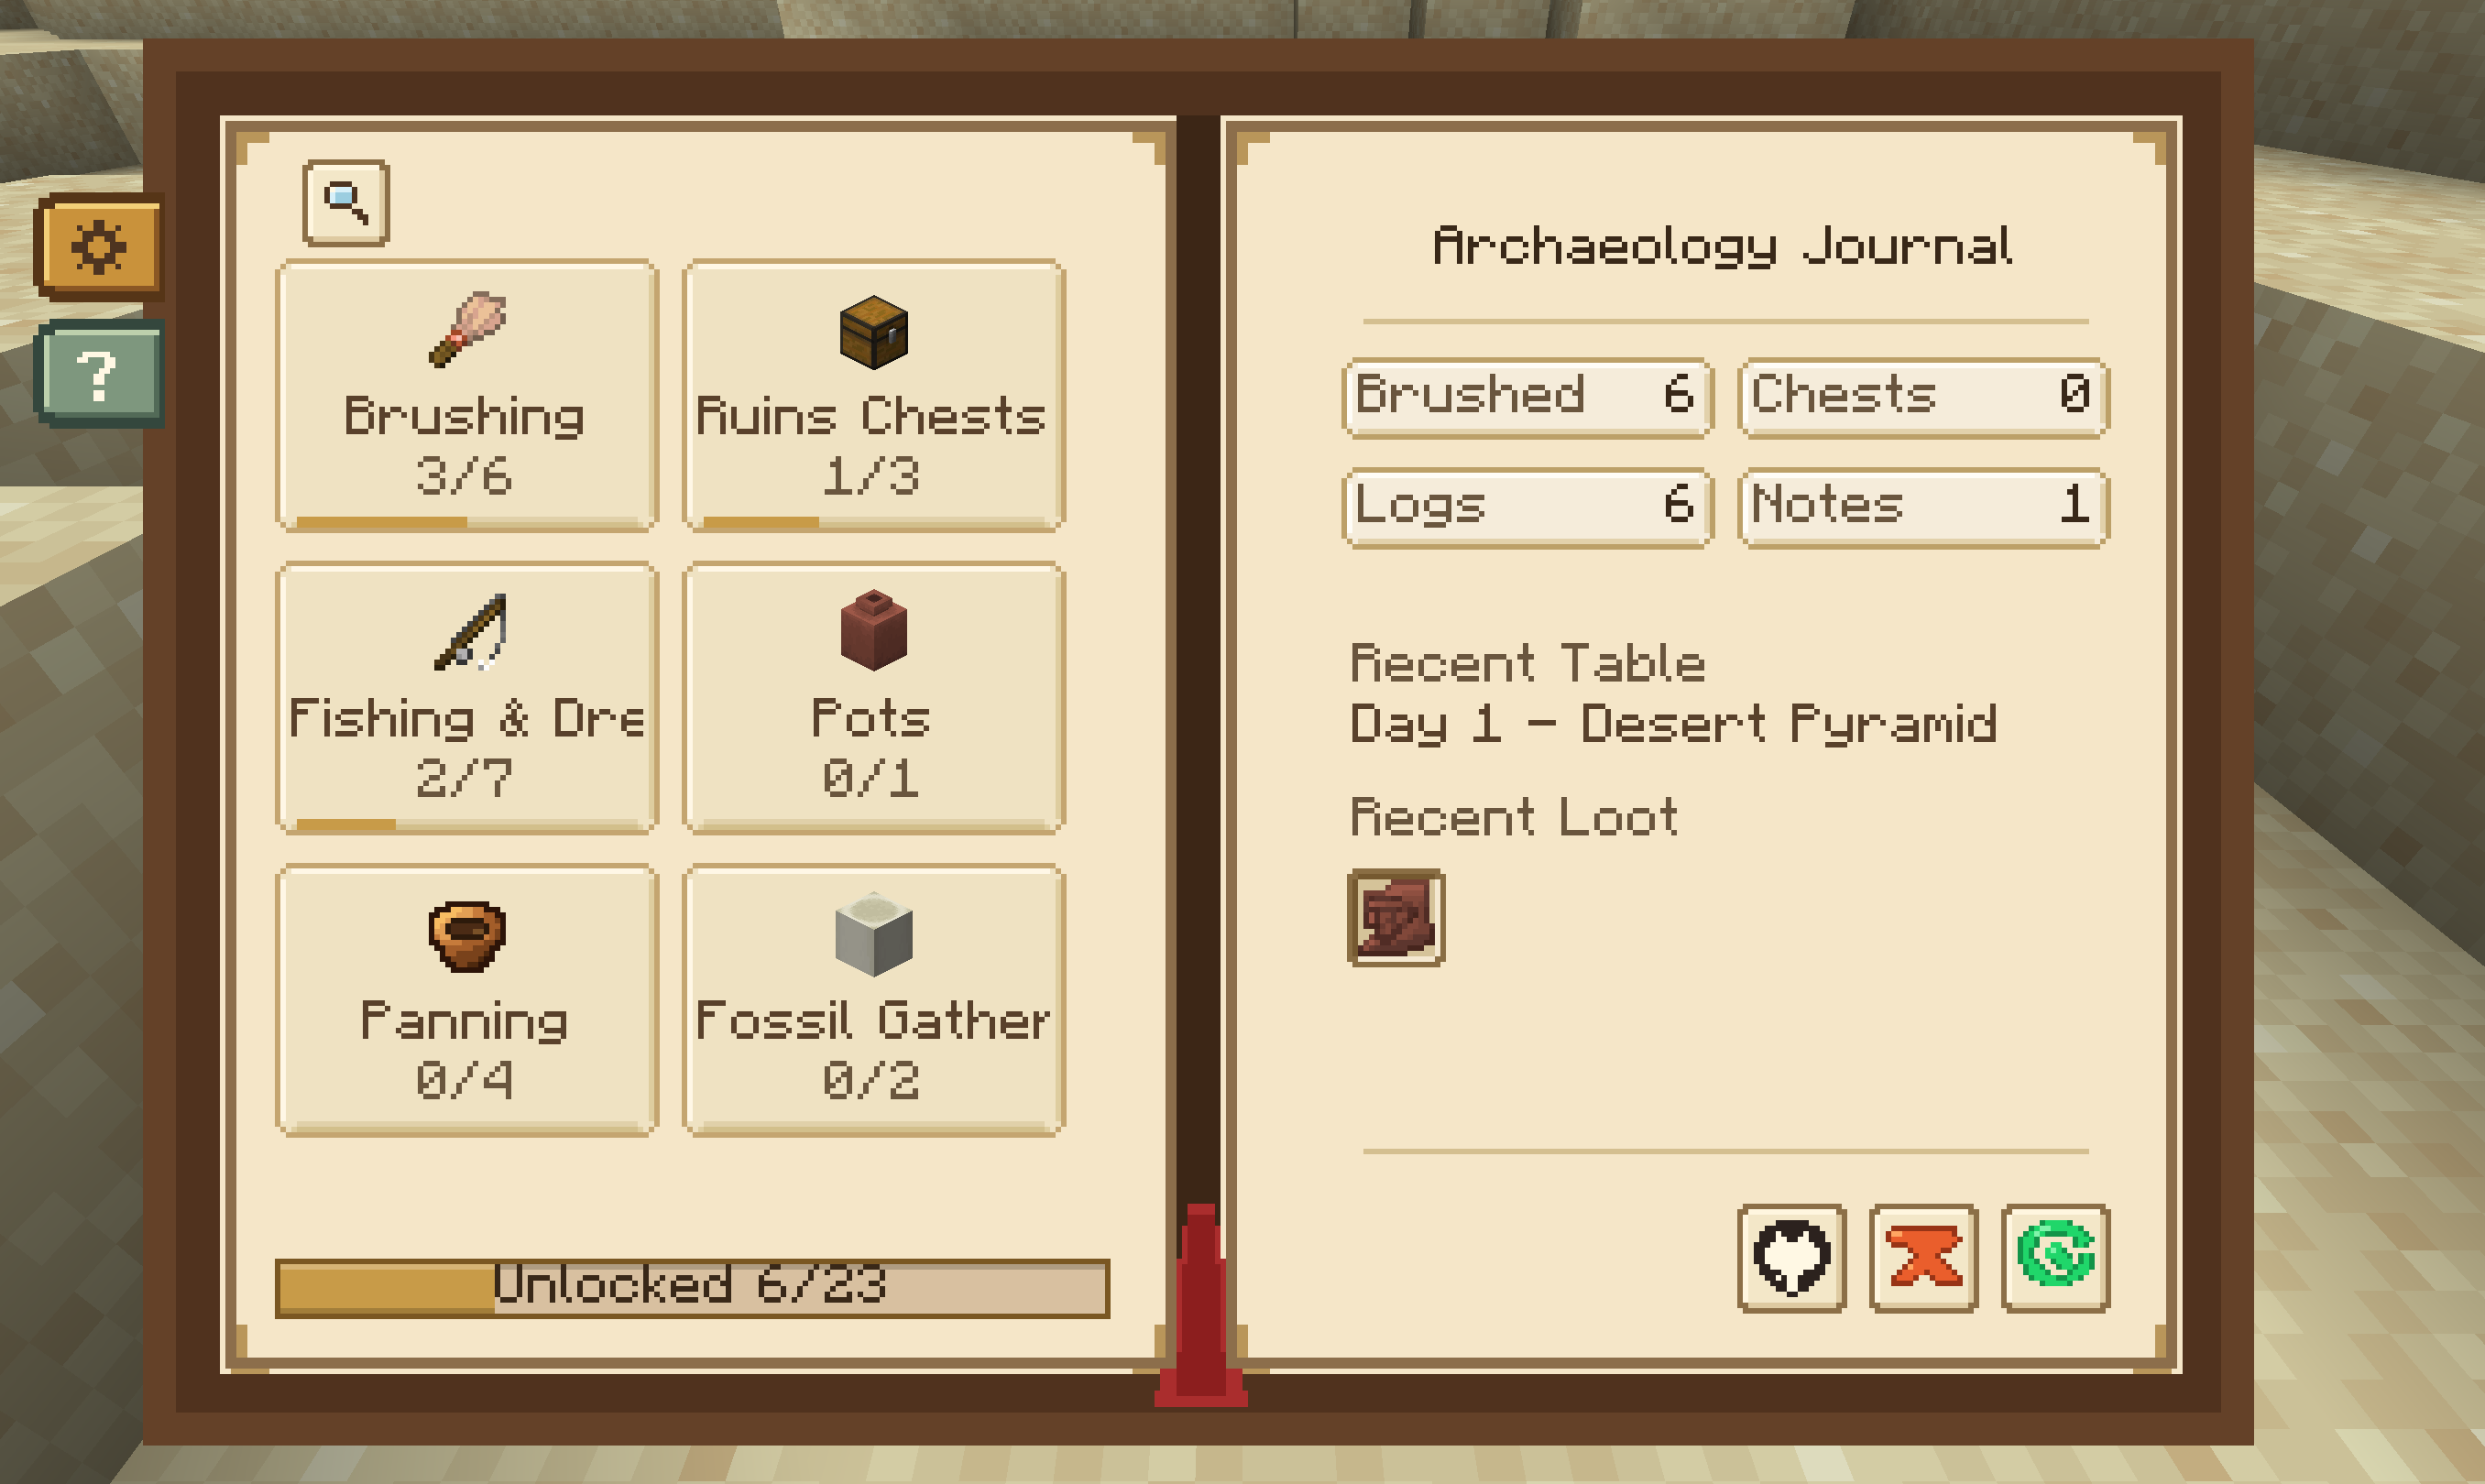 ?
Brushing
3/6
Ruins Chests
1/3
Fishing & Dre
2/7
Pots
0/1
Panning
0/4
Fossil Gather
0/2
Unlocked 6/23
Archaeology Journal
Brushed 6
Chests 0
Logs 6
Notes 1
Recent Table
Day 1 - Desert Pyramid
Recent Loot